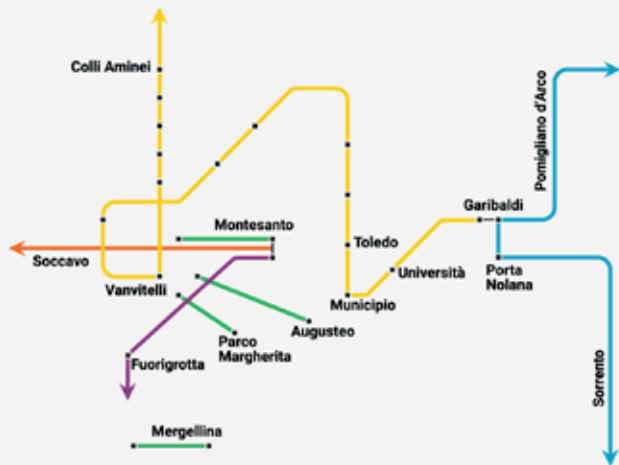 Colli Aminei
Pomigliano d'Arco
Garibaldi
Montesanto
Toledo
Soccavo
Università
Porta
Nolana
Vanvitelli
Municipio
Augusteo
Parco
Margherita
Fuorigrotta
Sorrento
Mergellina